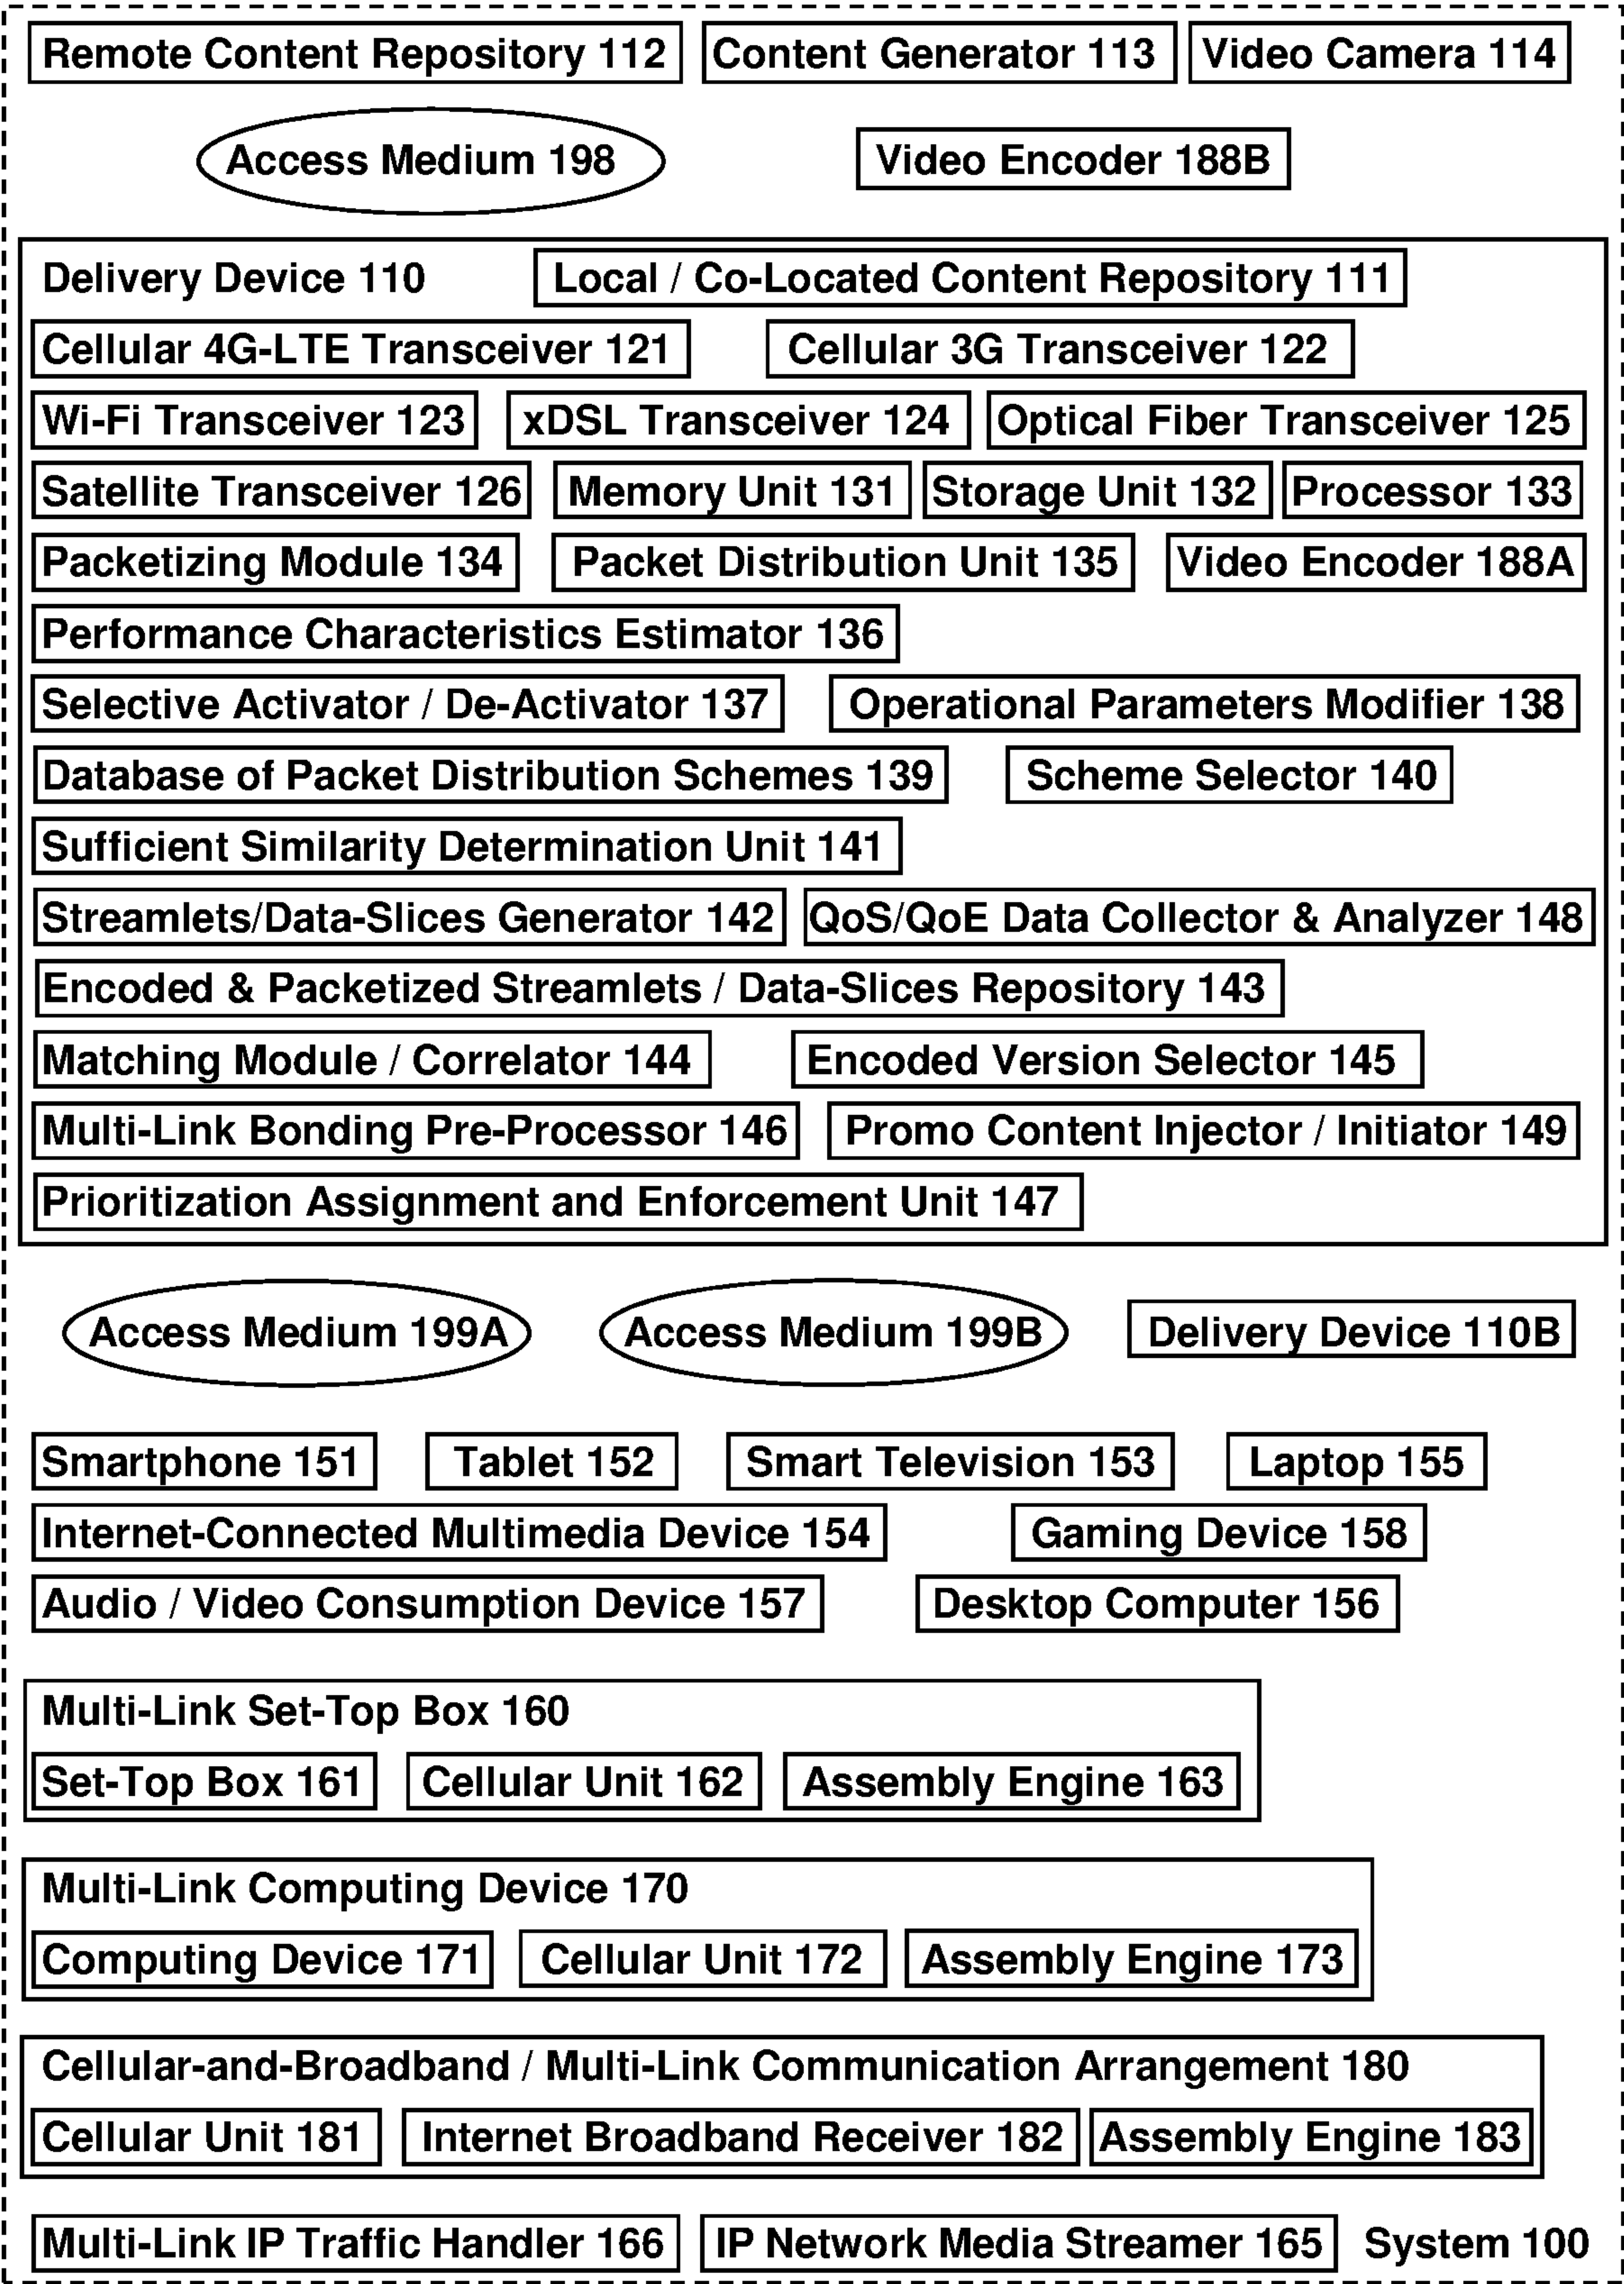 Remote Content Repository 112 Content Generator 113 Video Camera 114
Access Medium 198 Video Encoder 188B
Delivery Device 110 Local / Co-Located Content Repository 111
Cellular 4G-LTE Transceiver 121 Cellular 3G Transceiver 122
Wi-Fi Transceiver 123 xDSL Transceiver 124 Optical Fiber Transceiver 125
Satellite Transceiver 126 Memory Unit 131 Storage Unit 132 Processor 133
Packetizing Module 134 Packet Distribution Unit 135 Video Encoder 188A
Performance Characteristics Estimator 136
Selective Activator / De-Activator 137 Operational Parameters Modifier 138
Database of Packet Distribution Schemes 139 Scheme Selector 140
Sufficient Similarity Determination Unit 141
Streamlets/Data-Slices Generator 142 QoS/QoE Data Collector & Analyzer 148
Encoded & Packetized Streamlets / Data-Slices Repository 143
Matching Module / Correlator 144 Encoded Version Selector 145
Multi-Link Bonding Pre-Processor 146 Promo Content Injector / Initiator 149
Prioritization Assignment and Enforcement Unit 147
Access Medium 199A Access Medium 199B Delivery Device 110B
Smartphone 151 Tablet 152 Smart Television 153 Laptop 155
Internet-Connected Multimedia Device 154 Gaming Device 158
Audio / Video Consumption Device 157 Desktop Computer 156
Multi-Link Set-Top Box 160
Set-Top Box 161 Cellular Unit 162 Assembly Engine 163
Multi-Link Computing Device 170
Computing Device 171 Cellular Unit 172 Assembly Engine 173
Cellular-and-Broadband / Multi-Link Communication Arrangement 180
Cellular Unit 181 Internet Broadband Receiver 182 Assembly Engine 183
Multi-Link IP Traffic Handler 166 IP Network Media Streamer 165 System 100